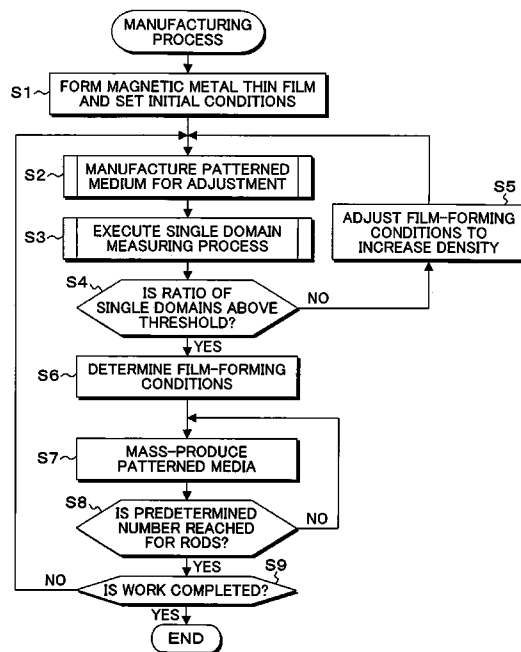 MANUFACTURING
PROCESS
S1
FORM MAGNETIC METAL THIN FILM
AND SET INITIAL CONDITIONS
S2
MANUFACTURE PATTERNED
MEDIUM FOR ADJUSTMENT
S3
EXECUTE SINGLE DOMAIN
MEASURING PROCESS
S5
ADJUST FILM-FORMING
CONDITIONS TO
INCREASE DENSITY
S4
IS RATIO OF
SINGLE DOMAINS ABOVE
THRESHOLD?
NO
YES
S6
DETERMINE FILM-FORMING
CONDITIONS
S7
MASS-PRODUCE
PATTERNED MEDIA
S8
IS PREDETERMINED
NUMBER REACHED
FOR RODS?
NO
YES
S9
IS WORK COMPLETED?
NO
YES
END